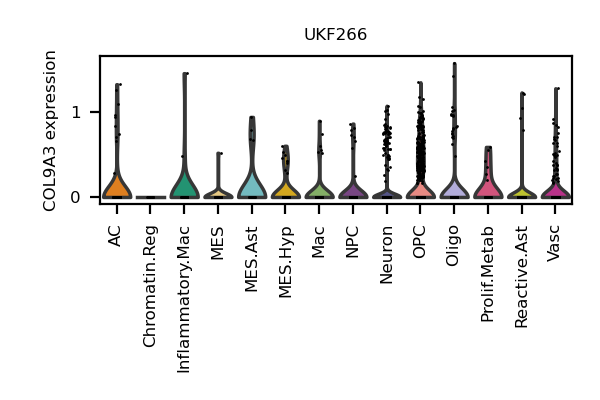 UKF266
COL9A3 expression
1
0
AC
Chromatin.Reg
Inflammatory.Mac
MES
MES.Ast
MES.Hyp
Mac
NPC
Neuron
OPC
Oligo
Prolif.Metab
Reactive.Ast
Vasc